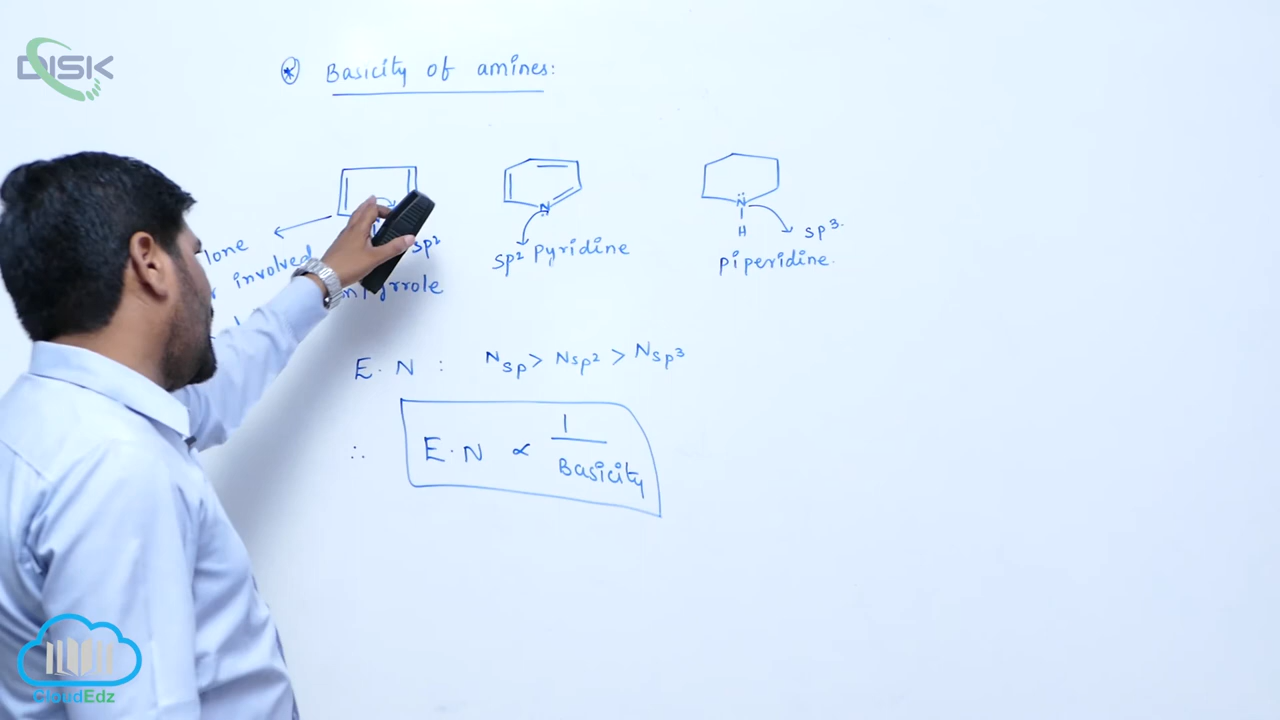 DISK
* Basicity of amines:
lone
involved
sp²
pyrrole
N
sp² Pyridine
N
H
sp³.
piperidine.
E.N : Nsp > Nsp² > Nsp³
∴ E.N ∝ 1
Basicity
CloudEdz